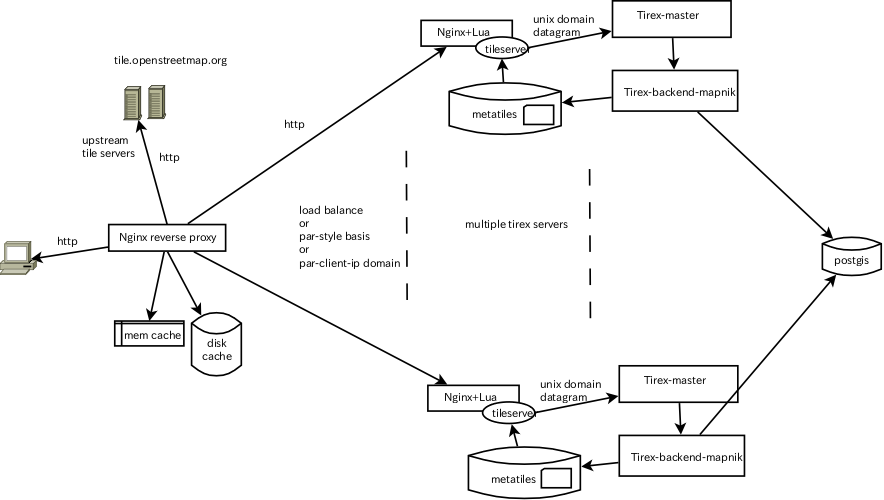 Nginx+Lua
tileserver
unix domain
datagram
Tirex-master
Tirex-backend-mapnik
metatiles
tile.openstreetmap.org
upstream
tile servers
http
http
http
Nginx reverse proxy
load balance
or
par-style basis
or
par-client-ip domain
multiple tirex servers
postgis
mem cache
disk
cache
Nginx+Lua
tileserver
unix domain
datagram
Tirex-master
Tirex-backend-mapnik
metatiles